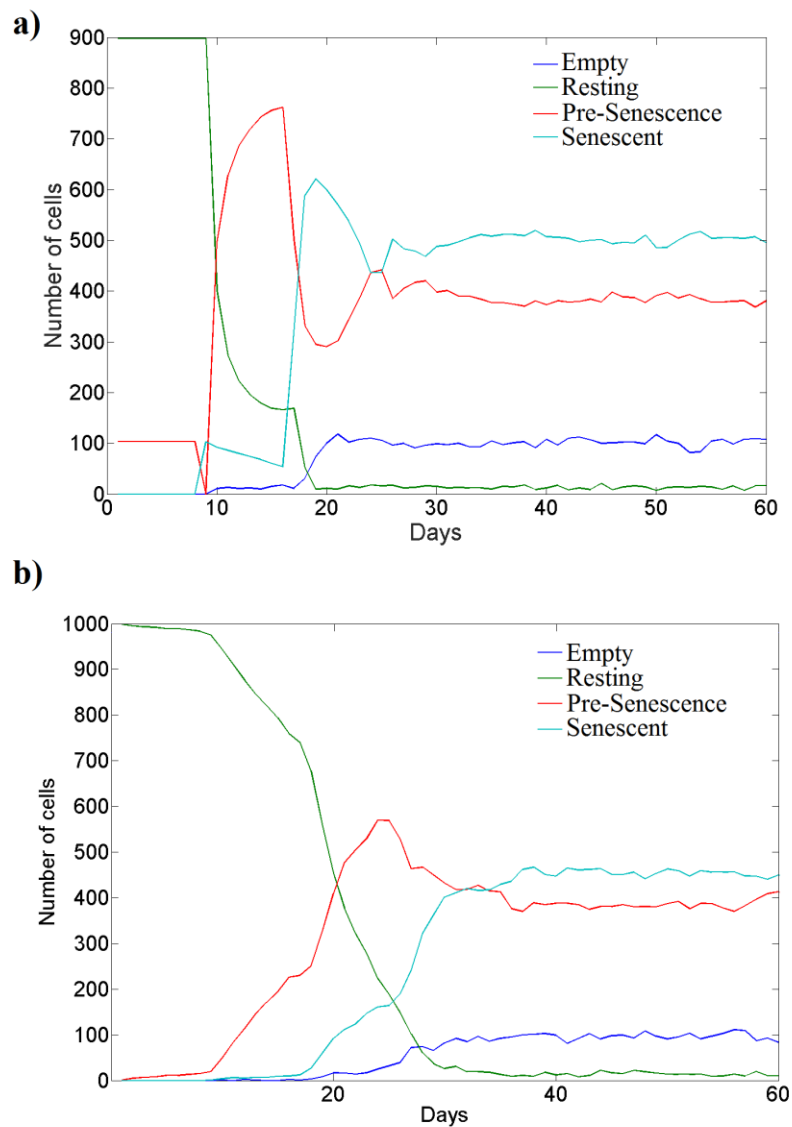 a)
900
800
700
600
500
400
300
200
100
0
Number of cells
Empty
Resting
Pre-Senescence
Senescent
0 10 20 30 40 50 60
Days
b)
1000
900
800
700
600
500
400
300
200
100
0
Number of cells
Empty
Resting
Pre-Senescence
Senescent
20 40 60
Days